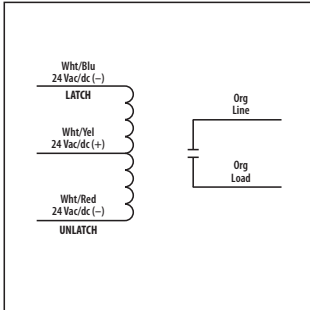 Wht/Blu
24 Vac/dc (–)
LATCH
Wht/Yel
24 Vac/dc (+)
Wht/Red
24 Vac/dc (–)
UNLATCH
Org
Line
Org
Load